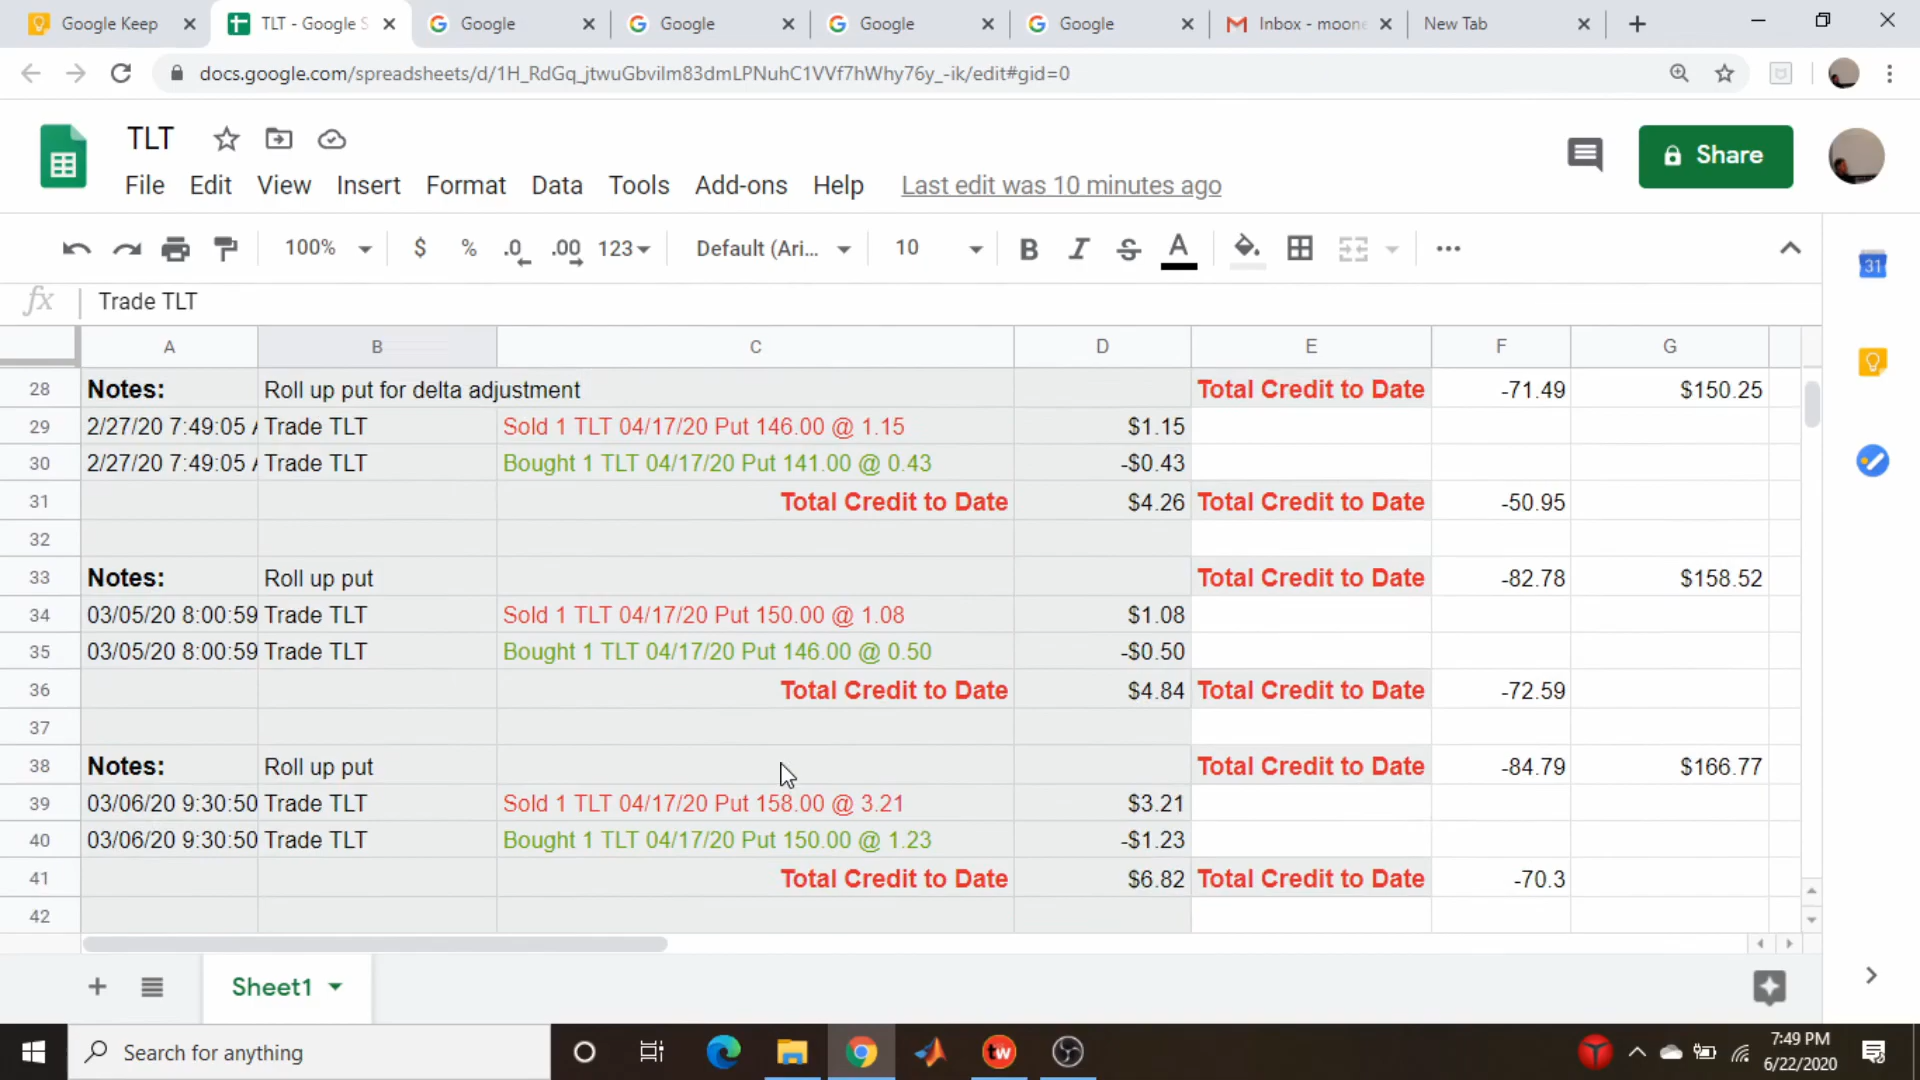 Google Keep
TLT - Google S
Google
Google
Google
Google
Inbox - moone
New Tab
docs.google.com/spreadsheets/d/1H_RdGq_jtwuGbvilm83dmLPNuhC1VVf7hWhy76y_-ik/edit#gid=0
TLT
Share
File Edit View Insert Format Data Tools Add-ons Help Last edit was 10 minutes ago
100% $ % .0 .00 123 Default (Ari... 10 B I S A
31
fx Trade TLT
A B C D E F G
28 Notes: Roll up put for delta adjustment Total Credit to Date -71.49 $150.25
29 2/27/20 7:49:05 Trade TLT Sold 1 TLT 04/17/20 Put 146.00 @ 1.15 $1.15
30 2/27/20 7:49:05 Trade TLT Bought 1 TLT 04/17/20 Put 141.00 @ 0.43 -$0.43
31 Total Credit to Date $4.26 Total Credit to Date -50.95
32
33 Notes: Roll up put Total Credit to Date -82.78 $158.52
34 03/05/20 8:00:59 Trade TLT Sold 1 TLT 04/17/20 Put 150.00 @ 1.08 $1.08
35 03/05/20 8:00:59 Trade TLT Bought 1 TLT 04/17/20 Put 146.00 @ 0.50 -$0.50
36 Total Credit to Date $4.84 Total Credit to Date -72.59
37
38 Notes: Roll up put Total Credit to Date -84.79 $166.77
39 03/06/20 9:30:50 Trade TLT Sold 1 TLT 04/17/20 Put 158.00 @ 3.21 $3.21
40 03/06/20 9:30:50 Trade TLT Bought 1 TLT 04/17/20 Put 150.00 @ 1.23 -$1.23
41 Total Credit to Date $6.82 Total Credit to Date -70.3
42
Sheet1
Search for anything
tw
7:49 PM
6/22/2020